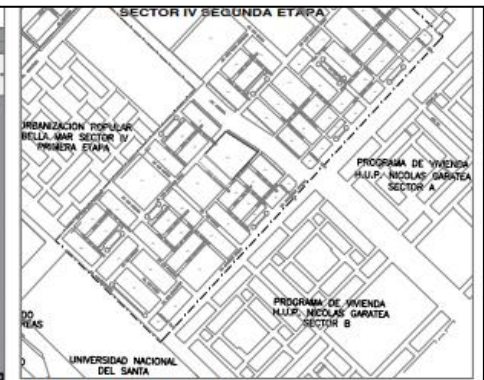 SECTOR IV SEGUNDA ETAPA
URBANIZACION POPULAR
BELLA MAR SECTOR IV
PRIMERA ETAPA
PROGRAMA DE VIVIENDA
H.U.P. NICOLAS GARATEA
SECTOR A
PROGRAMA DE VIVIENDA
H.U.P. NICOLAS GARATEA
SECTOR B
UNIVERSIDAD NACIONAL
DEL SANTA